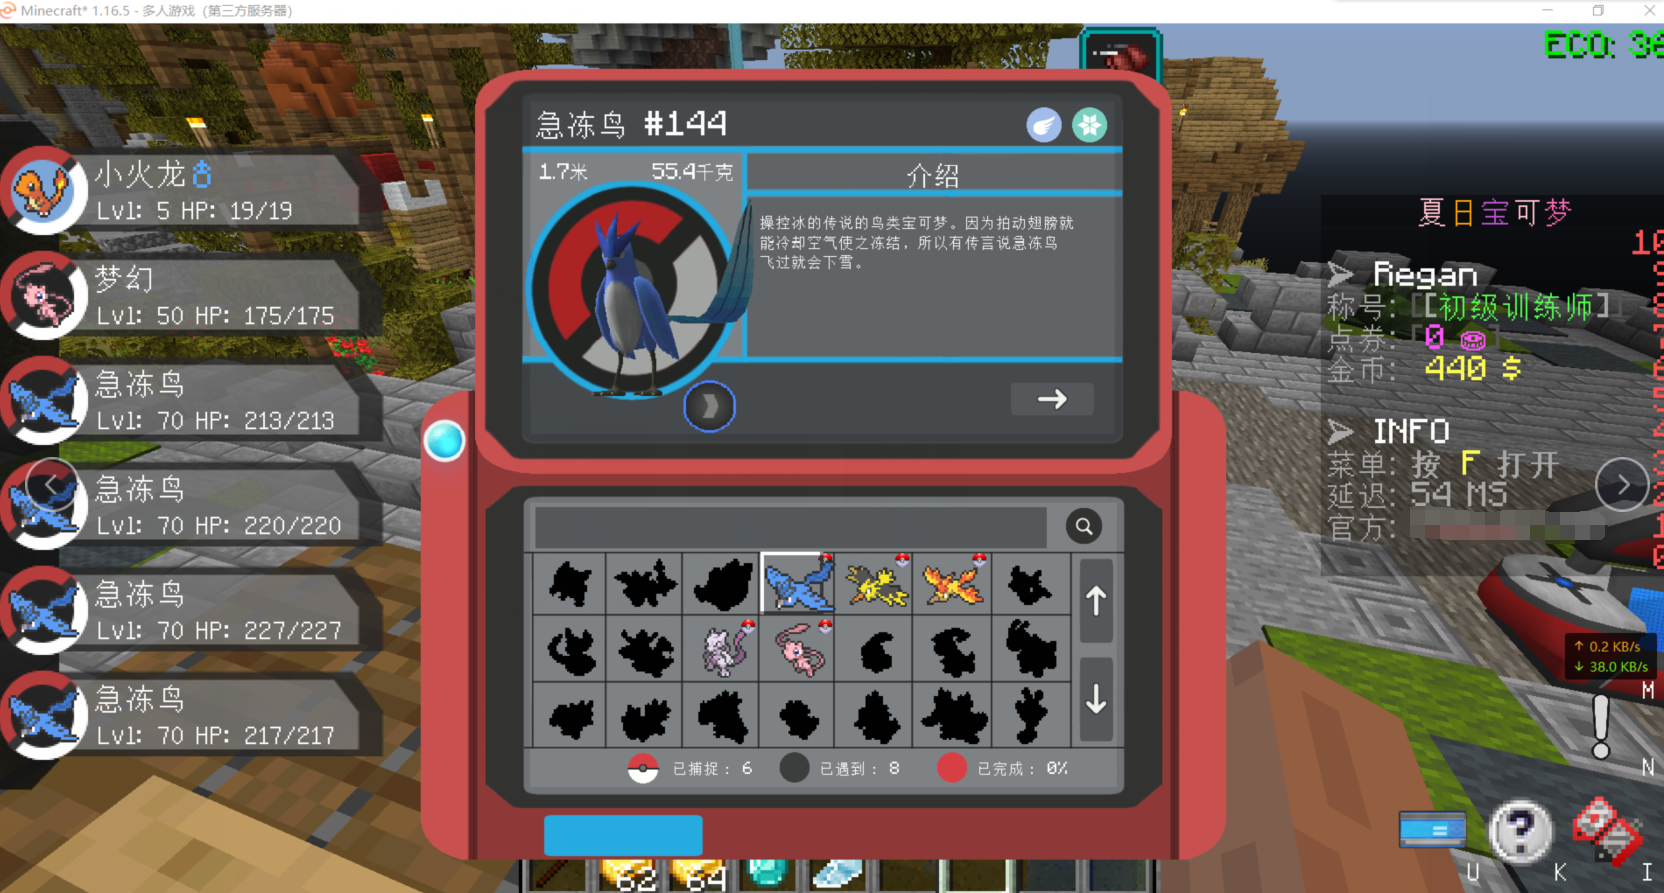 Minecraft* 1.16.5 - 多人游戏（第三方服务器）
小火龙
Lvl: 5 HP: 19/19
梦幻
Lvl: 50 HP: 175/175
急冻鸟
Lvl: 70 HP: 213/213
急冻鸟
Lvl: 70 HP: 220/220
急冻鸟
Lvl: 70 HP: 227/227
急冻鸟
Lvl: 70 HP: 217/217
急冻鸟 #144
1.7米 55.4千克
介绍
操控冰的传说的鸟类宝可梦。因为拍动翅膀就
能冷却空气使之冻结，所以有传言说急冻鸟
飞过就会下雪。
已捕捉： 6 已遇到： 8 已完成： 0%
62 64
ECO: 36
夏日宝可梦
Regan
称号: [[初级训练师]
点券: 0
金币: 440 $
INFO
菜单: 按 F 打开
延迟: 54 MS
官方:
↑ 0.2 KB/s
↓ 38.0 KB/s
M
N
U K I